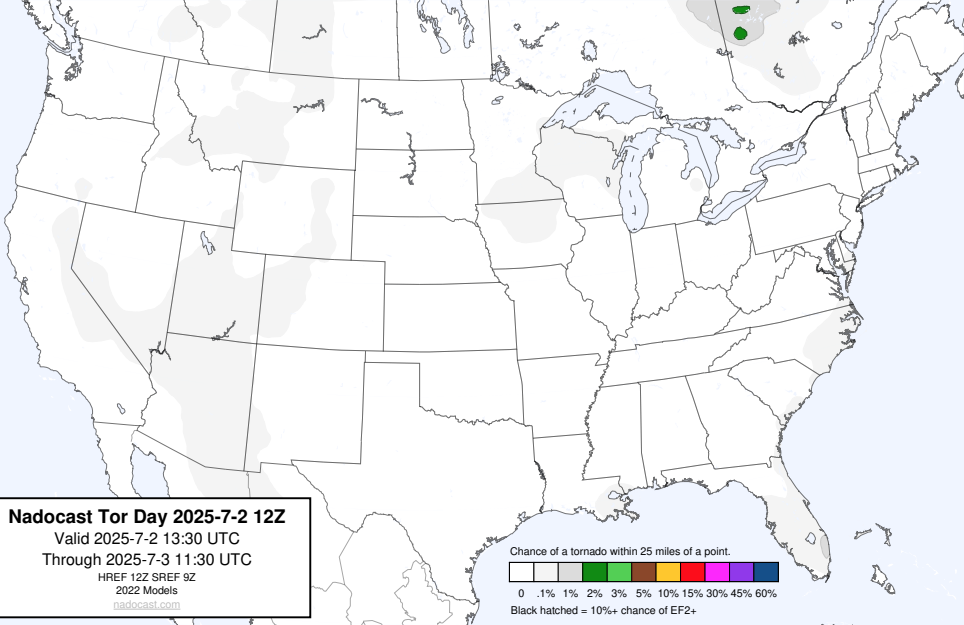 Nadocast Tor Day 2025-7-2 12Z
Valid 2025-7-2 13:30 UTC
Through 2025-7-3 11:30 UTC
HREF 12Z SREF 9Z
2022 Models
nadocast.com
Chance of a tornado within 25 miles of a point.
0 .1% 1% 2% 3% 5% 10% 15% 30% 45% 60%
Black hatched = 10%+ chance of EF2+